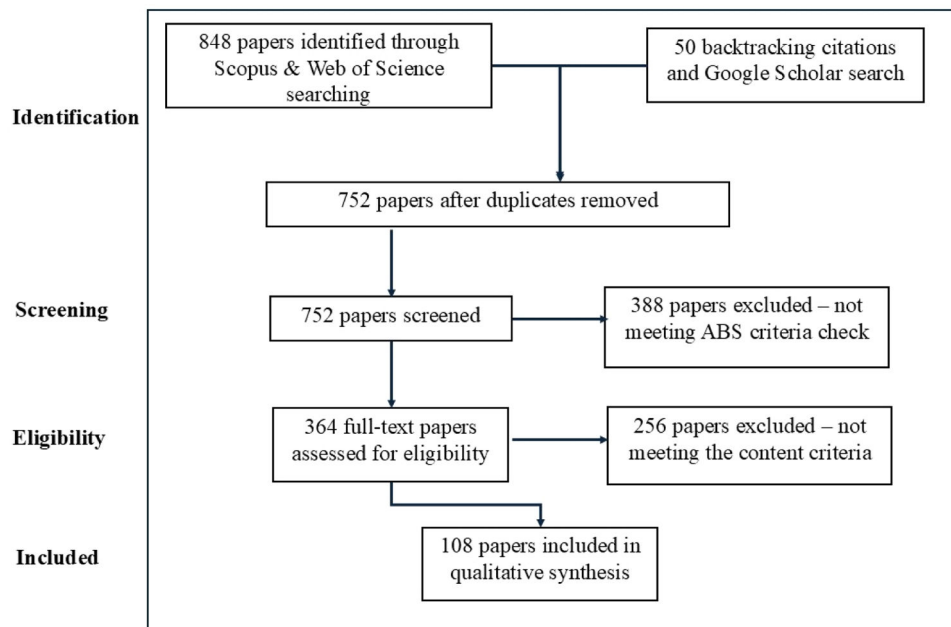 848 papers identified through
Scopus & Web of Science
searching
50 backtracking citations
and Google Scholar search
Identification
752 papers after duplicates removed
Screening
752 papers screened
388 papers excluded – not
meeting ABS criteria check
Eligibility
364 full-text papers
assessed for eligibility
256 papers excluded – not
meeting the content criteria
Included
108 papers included in
qualitative synthesis